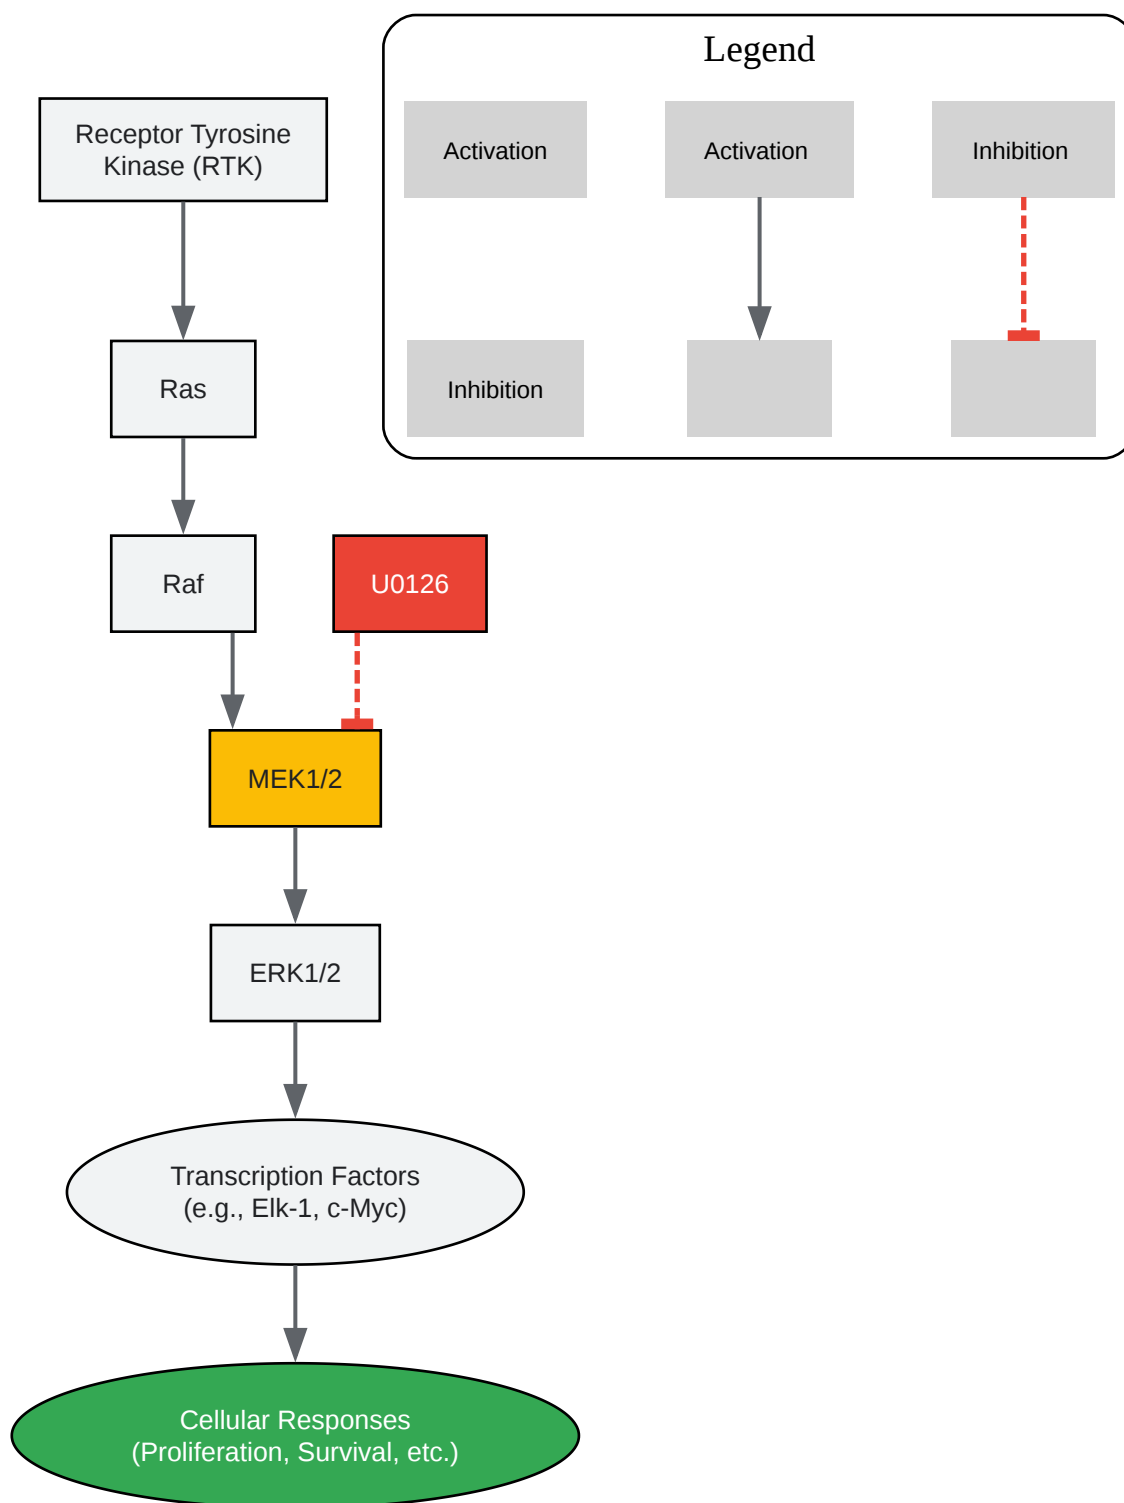 Legend
Receptor Tyrosine
Kinase (RTK)
Activation
Activation
Inhibition
Ras
Inhibition
Raf
U0126
MEK1/2
ERK1/2
Transcription Factors
(e.g., Elk-1, c-Myc)
Cellular Responses
(Proliferation, Survival, etc.)